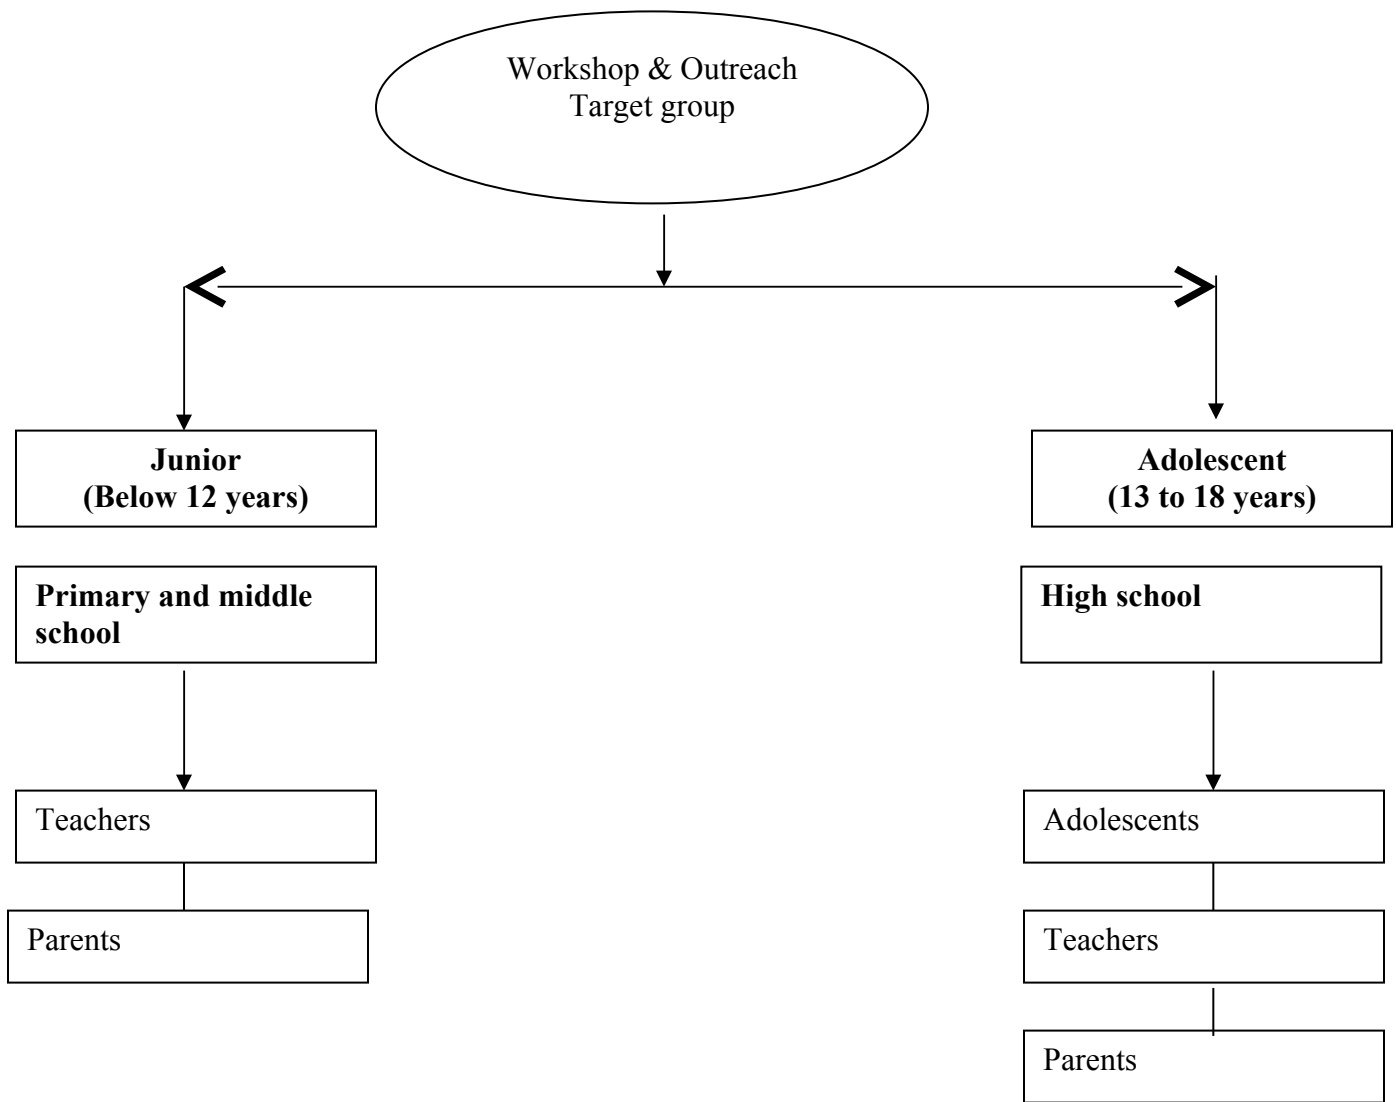 Workshop & Outreach
Target group
Junior
(Below 12 years)
Adolescent
(13 to 18 years)
Primary and middle
school
High school
Teachers
Adolescents
Parents
Teachers
Parents